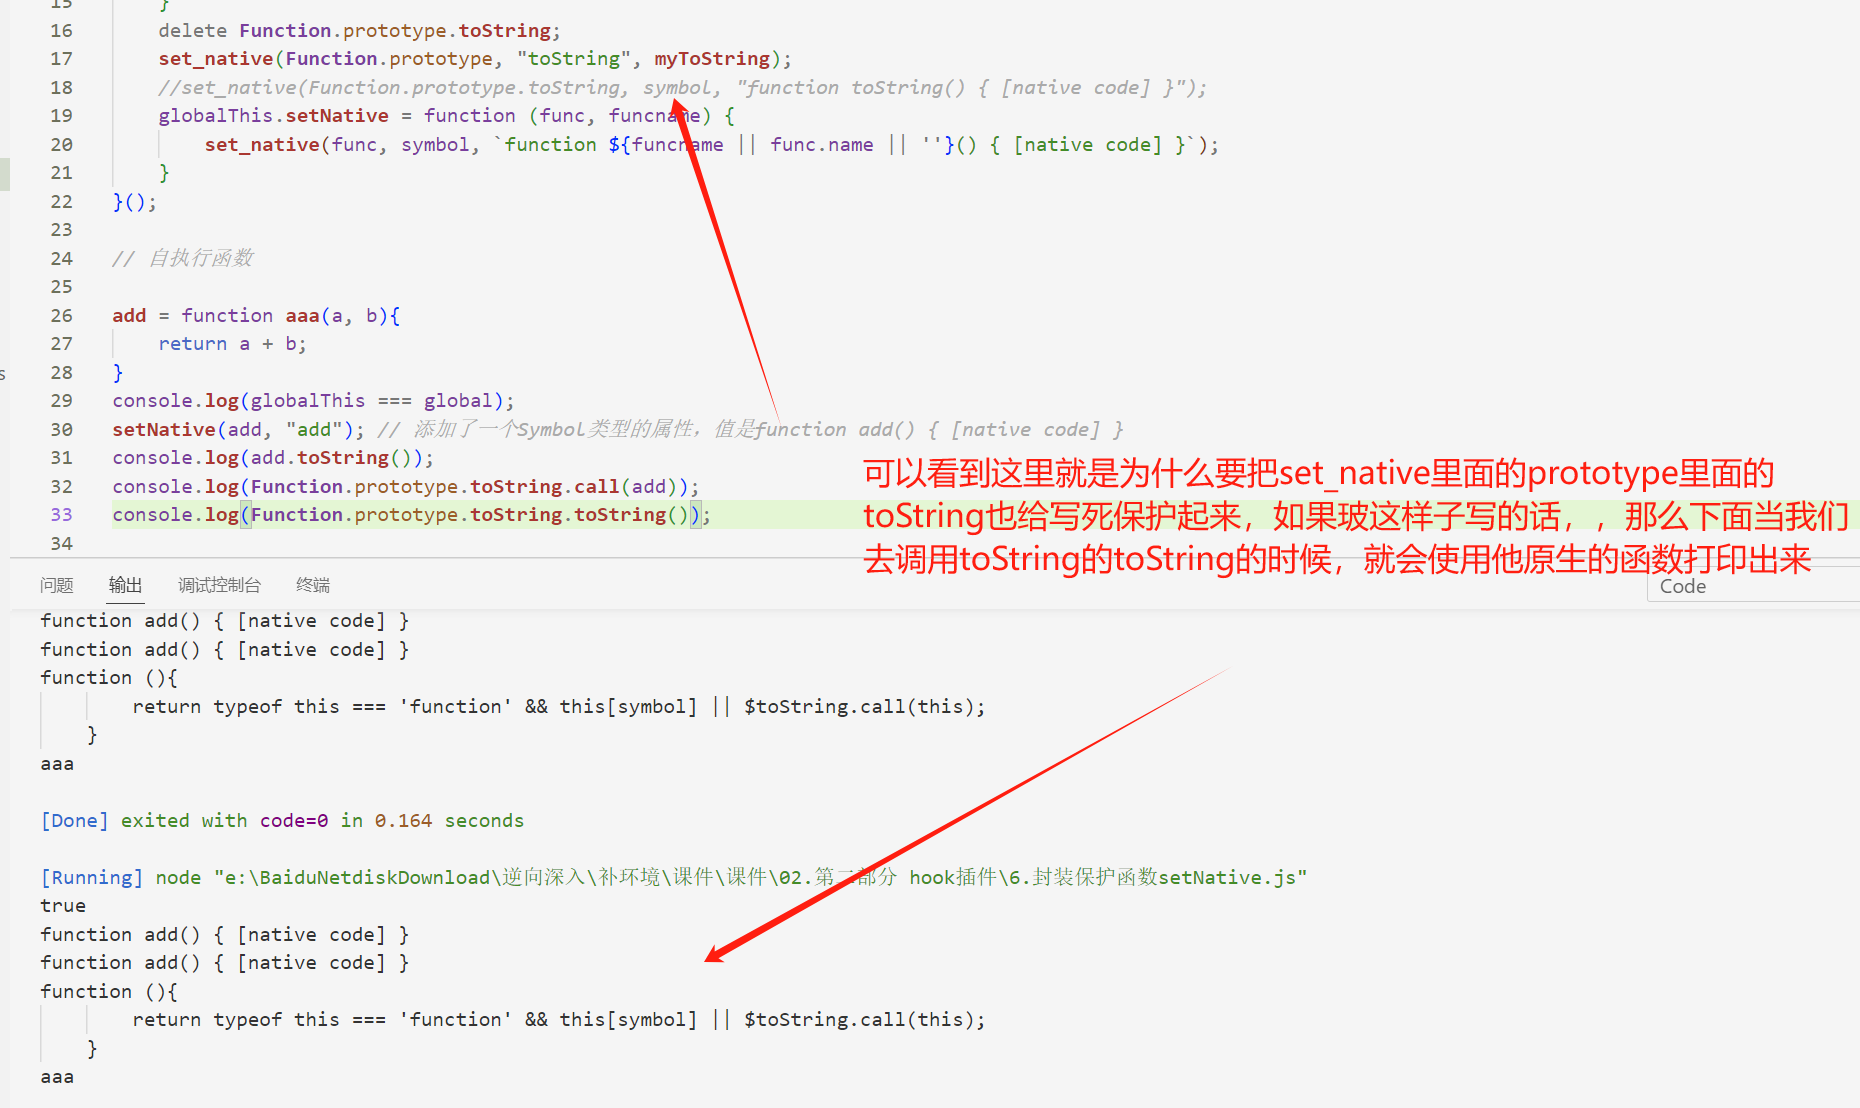 15    }
16    delete Function.prototype.toString;
17    set_native(Function.prototype, "toString", myToString);
18    //set_native(Function.prototype.toString, symbol, "function toString() { [native code] }");
19    globalThis.setNative = function (func, funcname) {
20        set_native(func, symbol, `function ${funcname || func.name || ''}() { [native code] }`);
21    }
22 }();
23
24 // 自执行函数
25
26 add = function aaa(a, b){
27     return a + b;
28 }
29 console.log(globalThis === global);
30 setNative(add, "add"); // 添加了一个Symbol类型的属性，值是function add() { [native code] }
31 console.log(add.toString());
32 console.log(Function.prototype.toString.call(add));
33 console.log(Function.prototype.toString.toString());
34
s
可以看到这里就是为什么要把set_native里面的prototype里面的
toString也给写死保护起来，如果玻这样子写的话，，那么下面当我们
去调用toString的toString的时候，就会使用他原生的函数打印出来
问题 输出 调试控制台 终端
Code
function add() { [native code] }
function add() { [native code] }
function (){
        return typeof this === 'function' && this[symbol] || $toString.call(this);
    }
aaa
[Done] exited with code=0 in 0.164 seconds
[Running] node "e:\BaiduNetdiskDownload\逆向深入\补环境\课件\课件\02.第二部分 hook插件\6.封装保护函数setNative.js"
true
function add() { [native code] }
function add() { [native code] }
function (){
        return typeof this === 'function' && this[symbol] || $toString.call(this);
    }
aaa